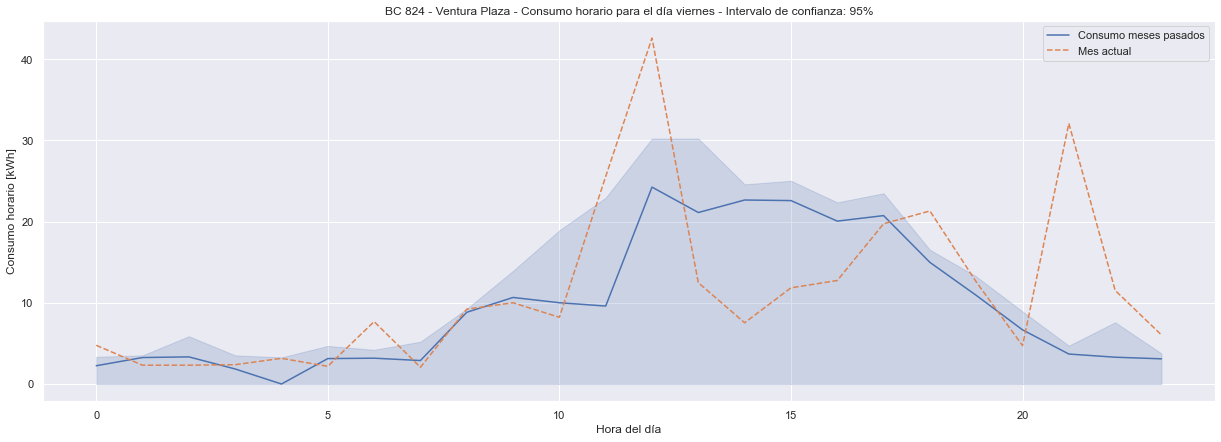 BC 824 - Ventura Plaza - Consumo horario para el día viernes - Intervalo de confianza: 95%
Consumo meses pasados
Mes actual
Consumo horario [kWh]
40
30
20
10
0
0 5 10 15 20
Hora del día